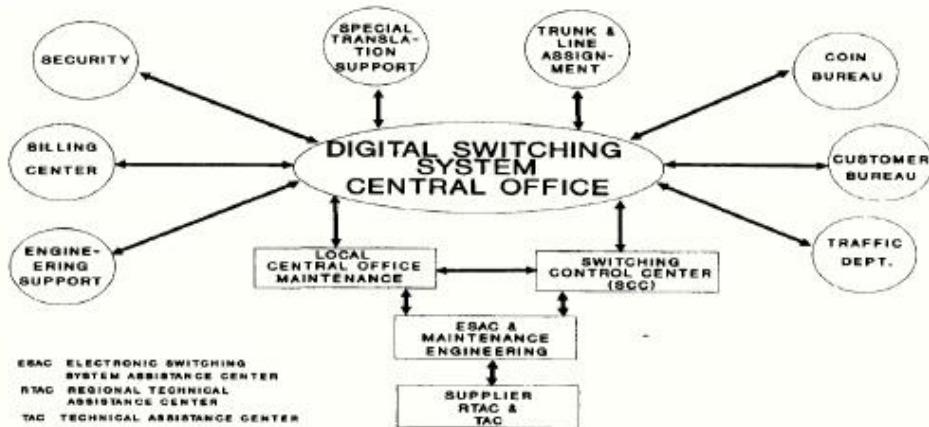 SECURITY
SPECIAL
TRANSLA-
TION
SUPPORT
TRUNK &
LINE
ASSIGN-
MENT
COIN
BUREAU
BILLING
CENTER
DIGITAL SWITCHING
SYSTEM
CENTRAL OFFICE
CUSTOMER
BUREAU
ENGINE-
ERING
SUPPORT
TRAFFIC
DEPT.
LOCAL
CENTRAL OFFICE
MAINTENANCE
SWITCHING
CONTROL CENTER
(SCC)
ESAC &
MAINTENANCE
ENGINEERING
SUPPLIER
RTAC &
TAC
ESAC ELECTRONIC SWITCHING
SYSTEM ASSISTANCE CENTER
RTAC REGIONAL TECHNICAL
ASSISTANCE CENTER
TAC TECHNICAL ASSISTANCE CENTER